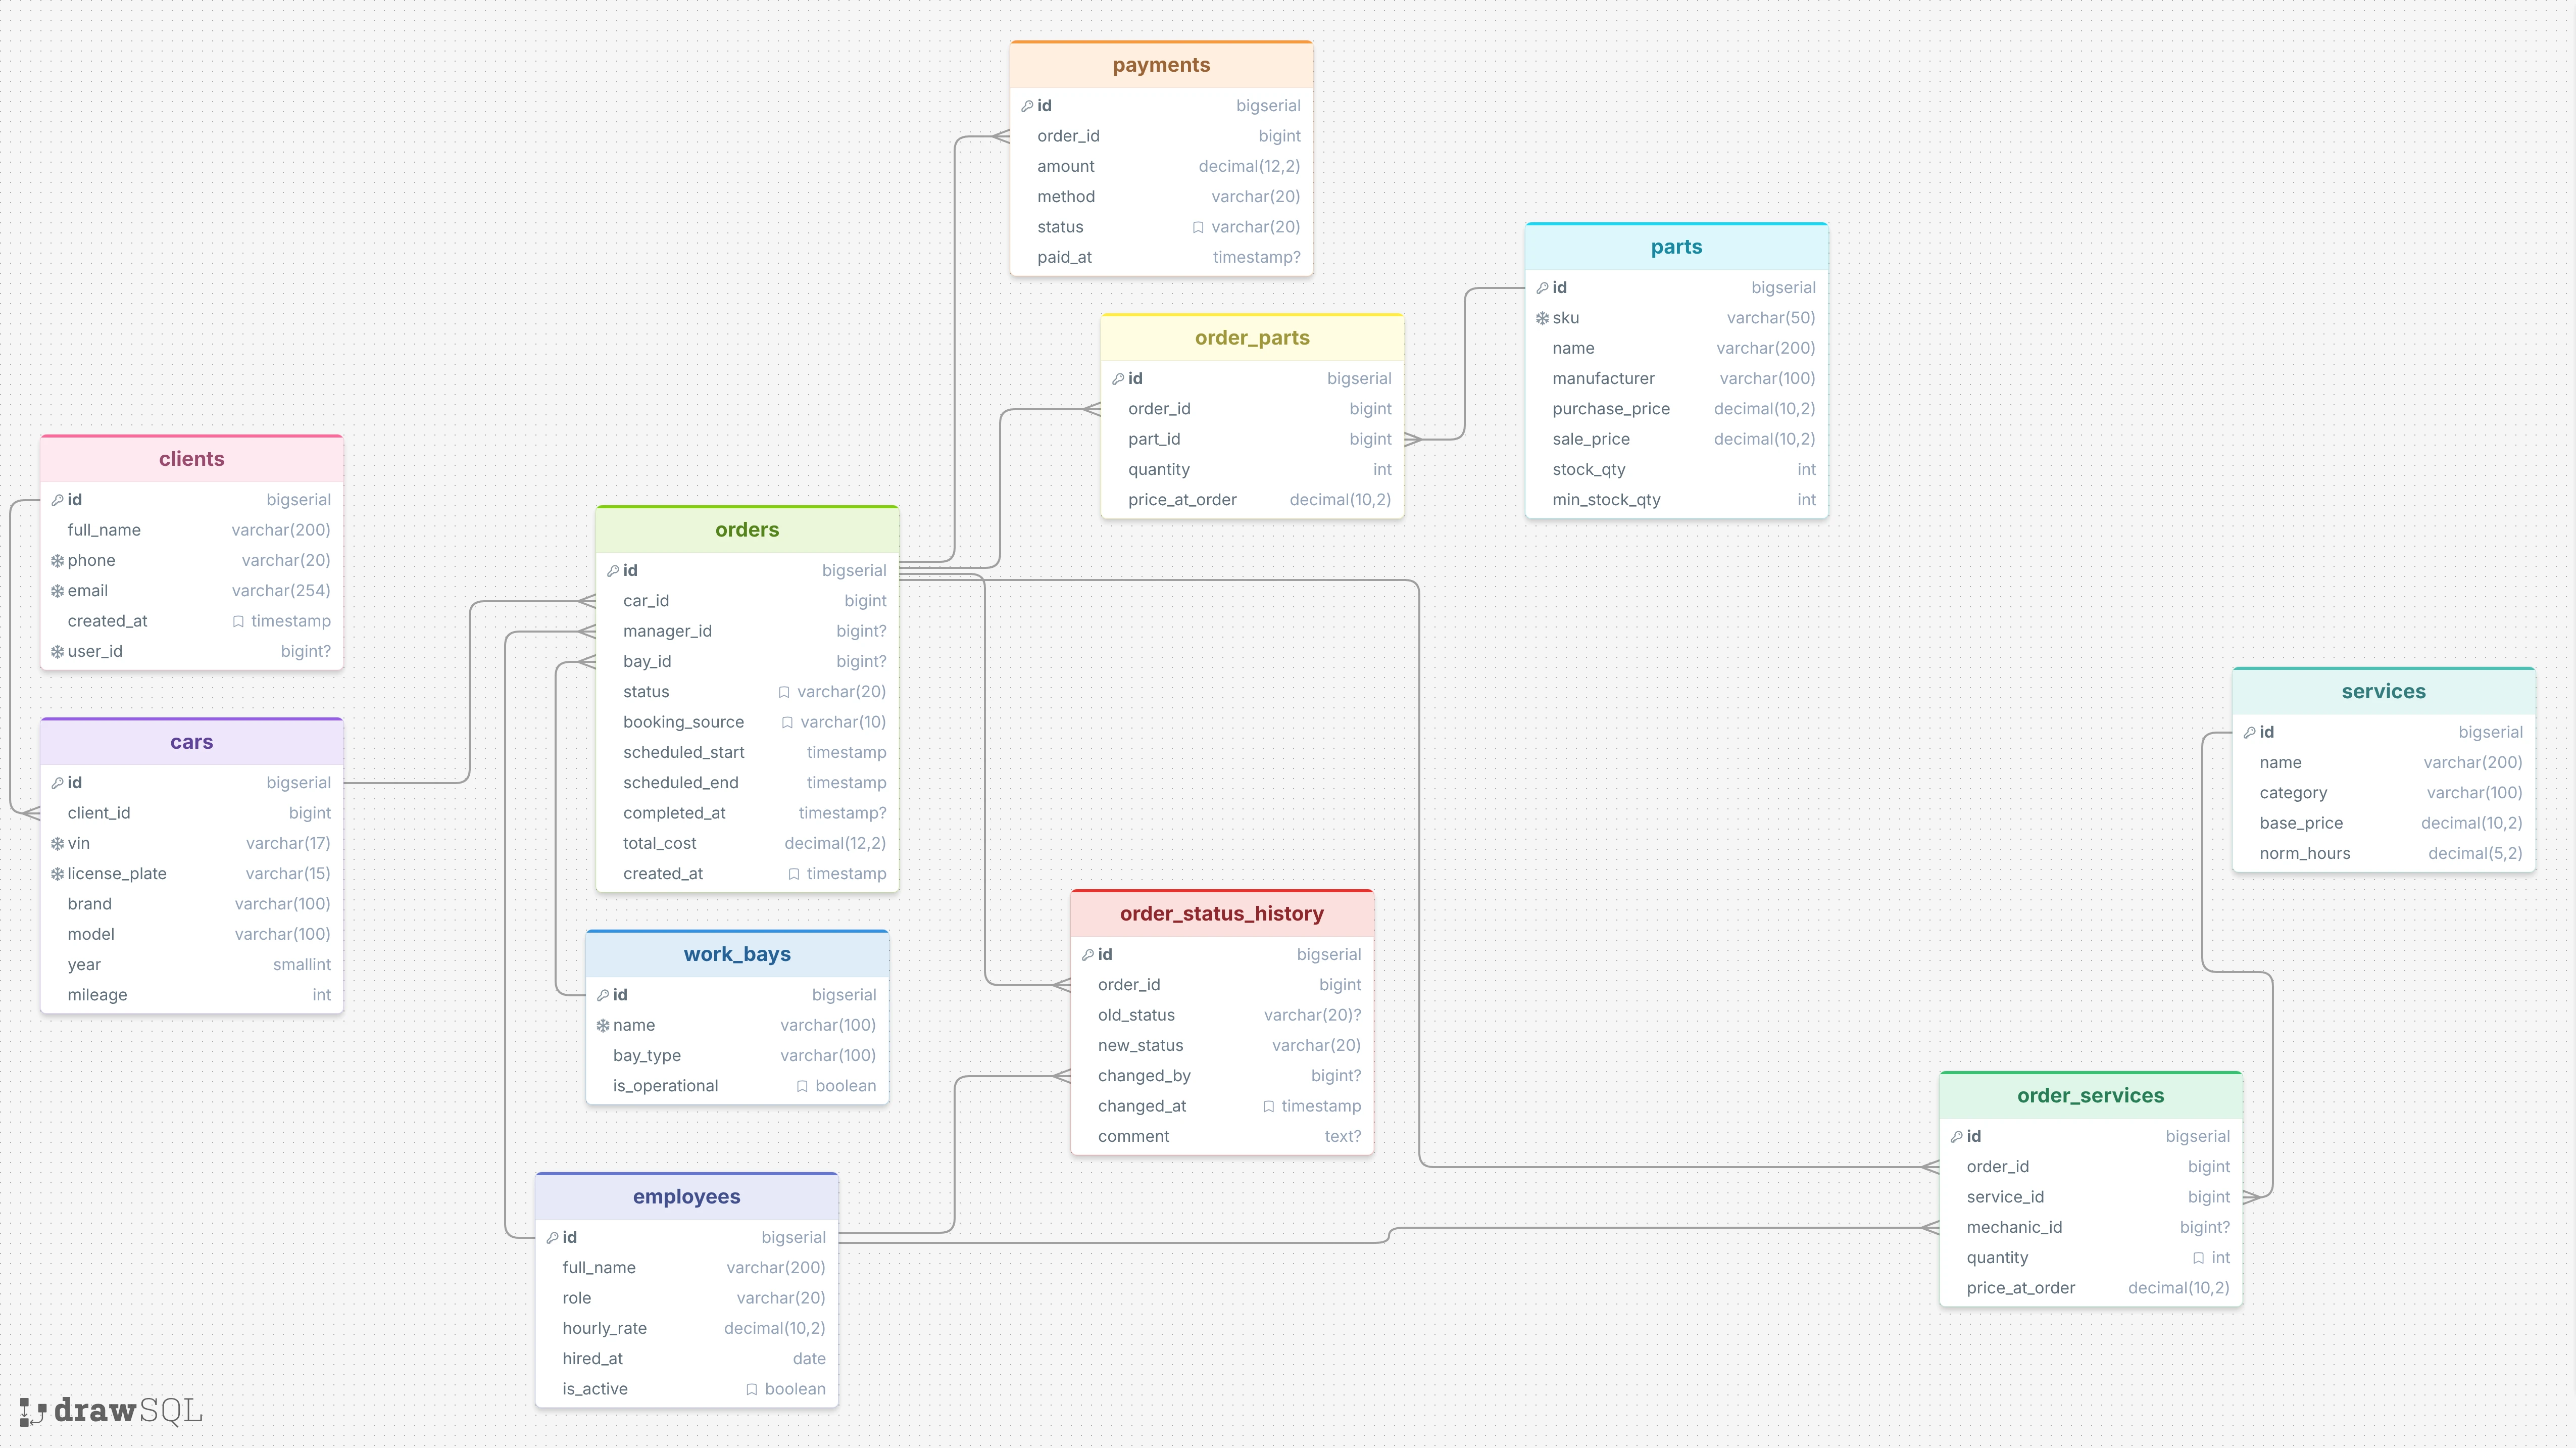 payments
id bigserial
order_id bigint
amount decimal(12,2)
method varchar(20)
status varchar(20)
paid_at timestamp?
parts
id bigserial
sku varchar(50)
name varchar(200)
manufacturer varchar(100)
purchase_price decimal(10,2)
sale_price decimal(10,2)
stock_qty int
min_stock_qty int
order_parts
id bigserial
order_id bigint
part_id bigint
quantity int
price_at_order decimal(10,2)
clients
id bigserial
full_name varchar(200)
phone varchar(20)
email varchar(254)
created_at timestamp
user_id bigint?
orders
id bigserial
car_id bigint
manager_id bigint?
bay_id bigint?
status varchar(20)
booking_source varchar(10)
scheduled_start timestamp
scheduled_end timestamp
completed_at timestamp?
total_cost decimal(12,2)
created_at timestamp
cars
id bigserial
client_id bigint
vin varchar(17)
license_plate varchar(15)
brand varchar(100)
model varchar(100)
year smallint
mileage int
services
id bigserial
name varchar(200)
category varchar(100)
base_price decimal(10,2)
norm_hours decimal(5,2)
order_status_history
id bigserial
order_id bigint
old_status varchar(20)?
new_status varchar(20)
changed_by bigint?
changed_at timestamp
comment text?
work_bays
id bigserial
name varchar(100)
bay_type varchar(100)
is_operational boolean
order_services
id bigserial
order_id bigint
service_id bigint
mechanic_id bigint?
quantity int
price_at_order decimal(10,2)
employees
id bigserial
full_name varchar(200)
role varchar(20)
hourly_rate decimal(10,2)
hired_at date
is_active boolean
drawSQL